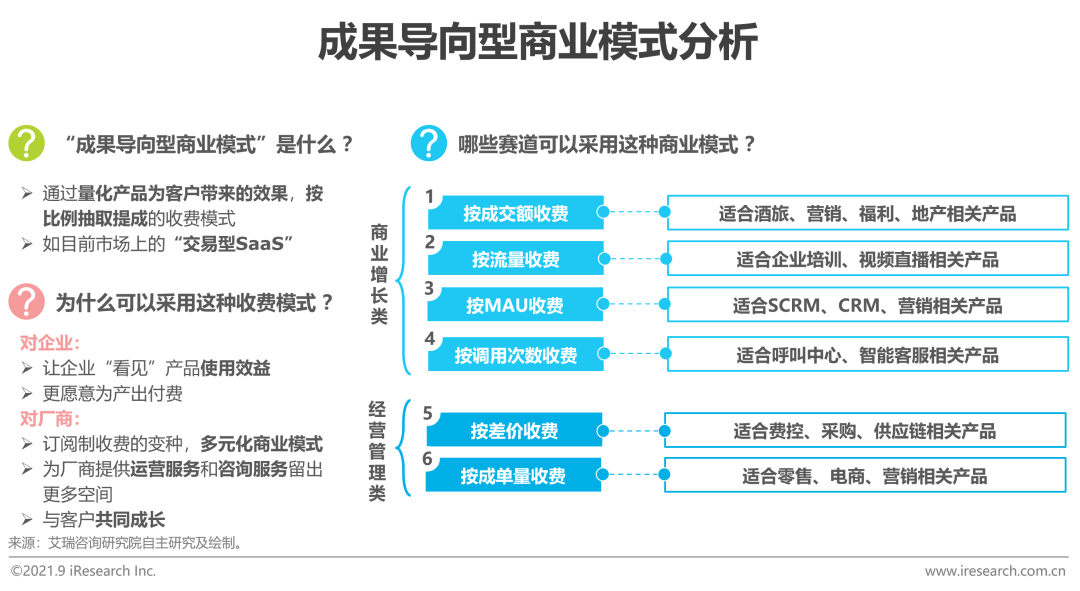 成果导向型商业模式分析
?
“成果导向型商业模式”是什么？
➢ 通过量化产品为客户带来的效果，按
比例抽取提成的收费模式
➢ 如目前市场上的“交易型SaaS”
?
为什么可以采用这种收费模式？
对企业：
➢ 让企业“看见”产品使用效益
➢ 更愿意为产出付费
对厂商：
➢ 订阅制收费的变种，多元化商业模式
➢ 为厂商提供运营服务和咨询服务留出
更多空间
➢ 与客户共同成长
?
哪些赛道可以采用这种商业模式？
商业增长类
1
按成交额收费
适合酒旅、营销、福利、地产相关产品
2
按流量收费
适合企业培训、视频直播相关产品
3
按MAU收费
适合SCRM、CRM、营销相关产品
4
按调用次数收费
适合呼叫中心、智能客服相关产品
经营管理类
5
按差价收费
适合费控、采购、供应链相关产品
6
按成单量收费
适合零售、电商、营销相关产品
来源：艾瑞咨询研究院自主研究及绘制。
©2021.9 iResearch Inc.
www.iresearch.com.cn